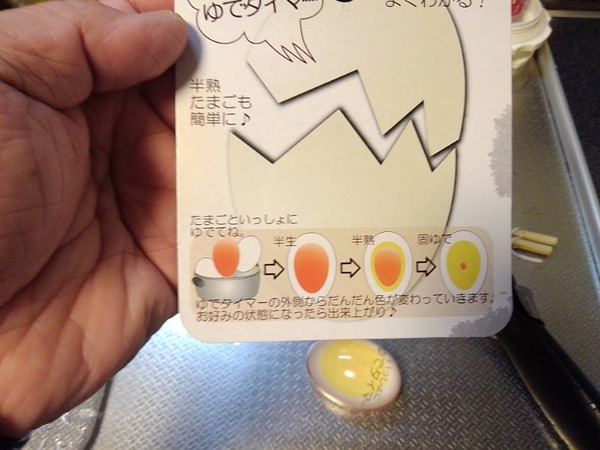 ゆでタイマー
よくわかる！
半熟
たまごも
簡単に♪
たまごといっしょに
ゆでてね。
半生
半熟
固ゆで
ゆでタイマーの外側からだんだん色が変わっていきます。
お好みの状態になったら出来上がり♪